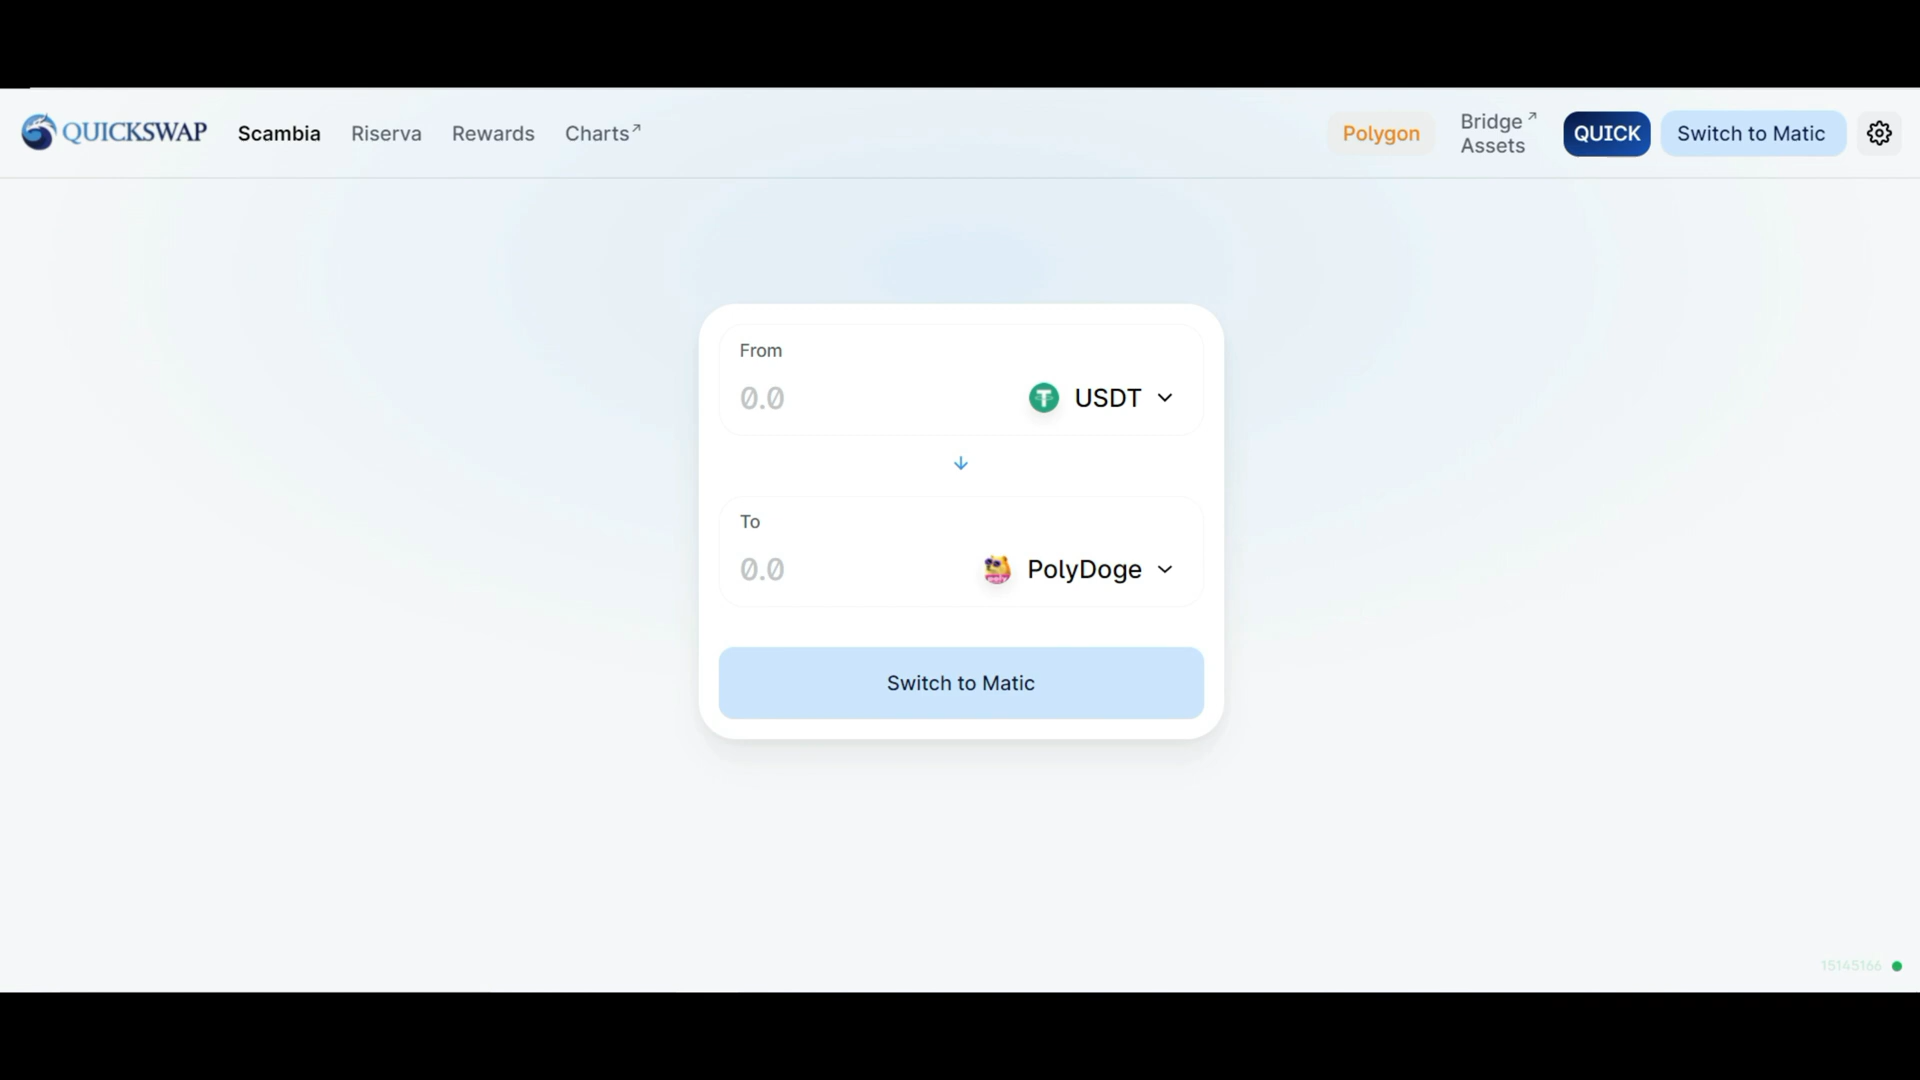 QUICKSWAP Scambia Riserva Rewards Charts↗ Polygon Bridge↗ Assets QUICK Switch to Matic
From
0.0 USDT
To
0.0 PolyDoge
Switch to Matic
15145166